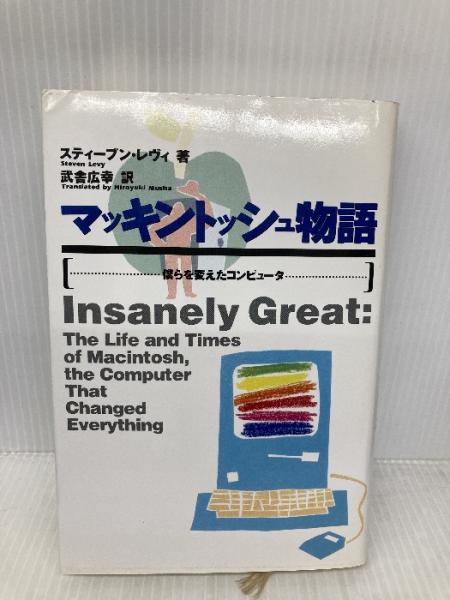 スティーブン・レヴィ 著
Steven Levy
武舎広幸 訳
Translated by Hiroyuki Musha
マッキントッシュ物語
[…………………僕らを変えたコンピュータ…………………]
Insanely Great:
The Life and Times
of Macintosh,
the Computer
That
Changed
Everything